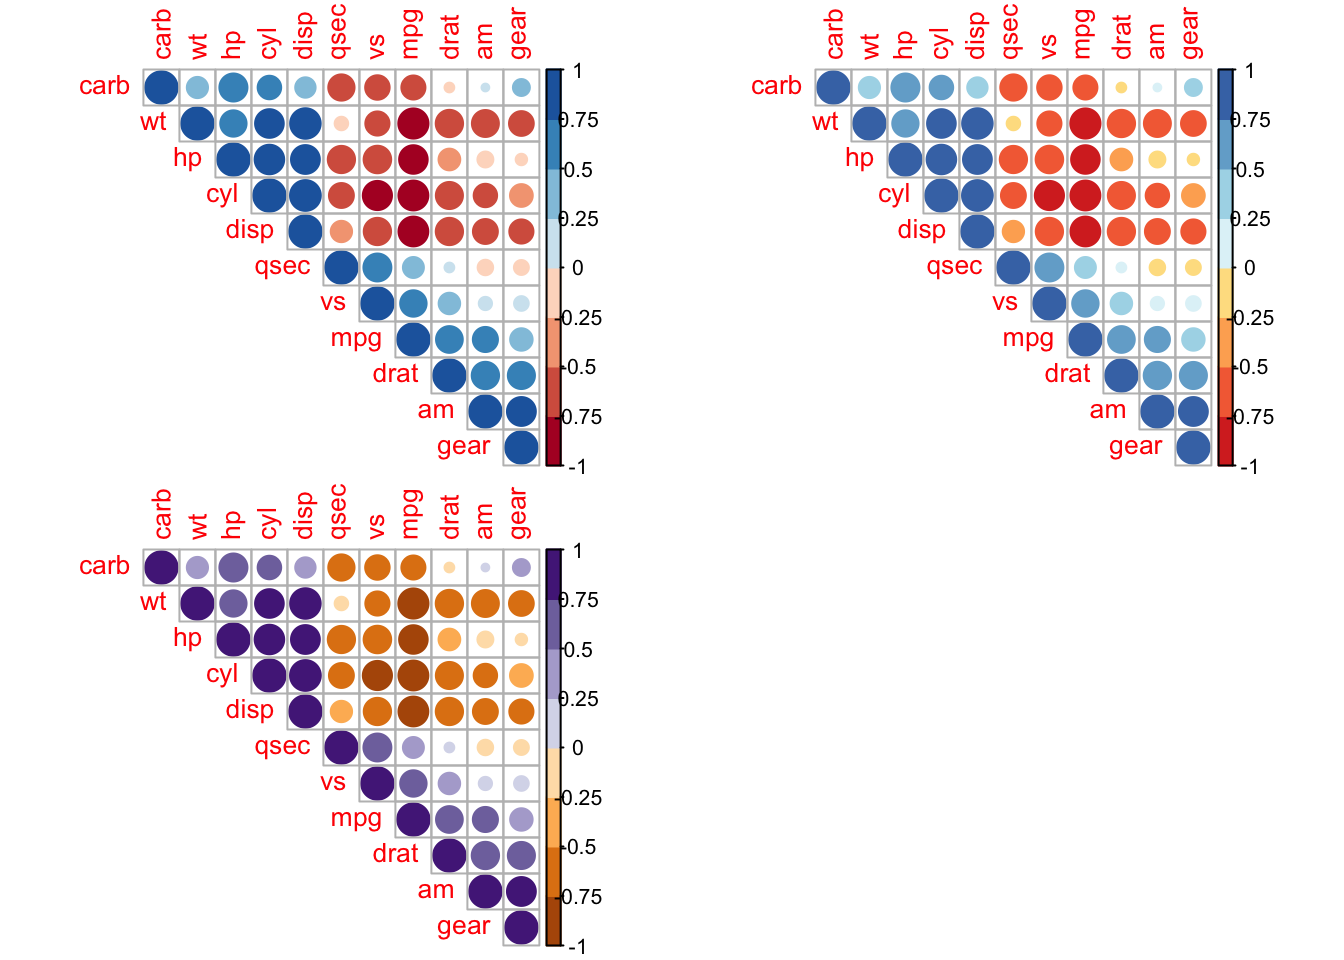 carb wt hp cyl disp qsec vs mpg drat am gear
carb
wt
hp
cyl
disp
qsec
vs
mpg
drat
am
gear
1
0.75
0.5
0.25
0
-0.25
-0.5
-0.75
-1
carb wt hp cyl disp qsec vs mpg drat am gear
carb
wt
hp
cyl
disp
qsec
vs
mpg
drat
am
gear
1
0.75
0.5
0.25
0
-0.25
-0.5
-0.75
-1
carb wt hp cyl disp qsec vs mpg drat am gear
carb
wt
hp
cyl
disp
qsec
vs
mpg
drat
am
gear
1
0.75
0.5
0.25
0
-0.25
-0.5
-0.75
-1